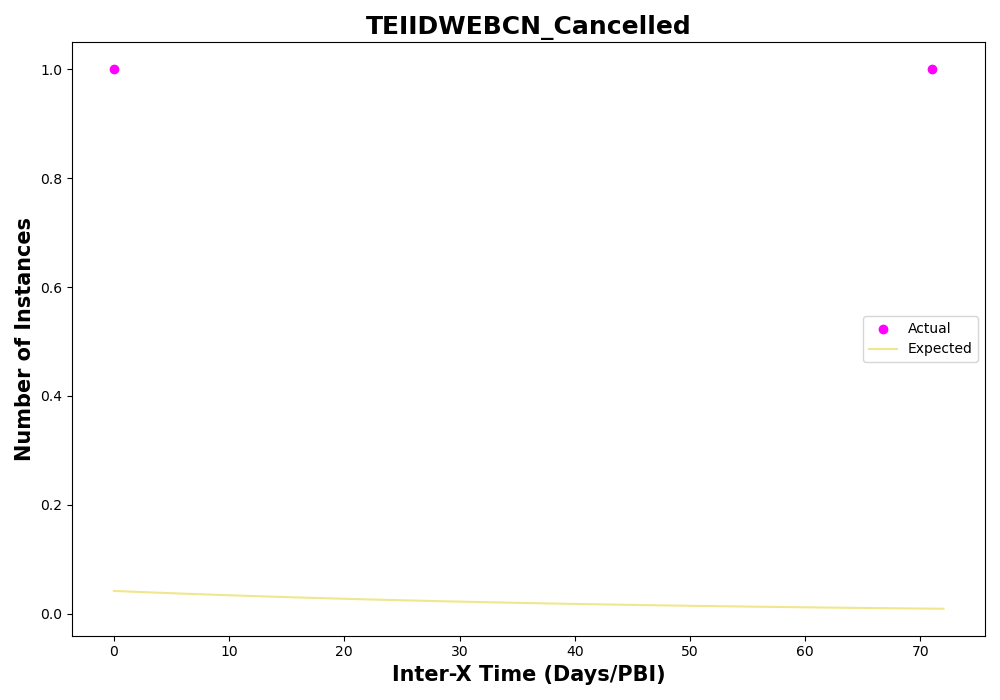 TEIIDWEBCN_Cancelled
1.0
0.8
0.6
0.4
0.2
0.0
Number of Instances
Actual
Expected
0 10 20 30 40 50 60 70
Inter-X Time (Days/PBI)